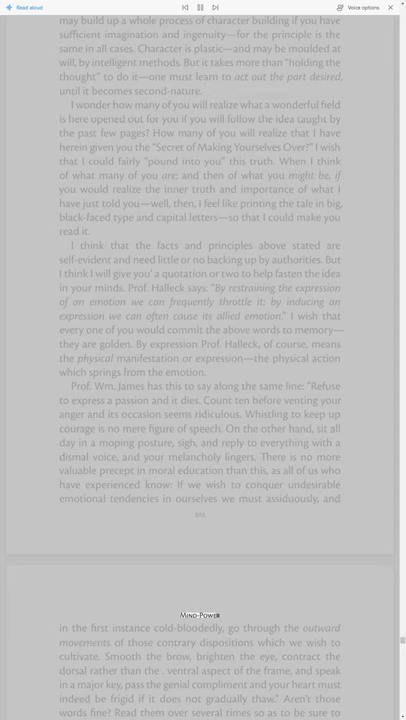 Read aloud
Voice options
may build up a whole process of character building if you have
sufficient imagination and ingenuity—for the principle is the
same in all cases. Character is plastic—and may be moulded at
will, by intelligent methods. But it takes more than "holding the
thought" to do it—one must learn to act out the part desired,
until it becomes second-nature.
I wonder how many of you will realize what a wonderful field
is here opened out for you if you will follow the idea taught by
the past few pages? How many of you will realize that I have
herein given you the "Secret of Making Yourselves Over?" I wish
that I could fairly "pound into you" this truth. When I think
of what many of you are; and then of what you might be, if
you would realize the inner truth and importance of what I
have just told you—well, then, I feel like printing the tale in big,
black-faced type and capital letters—so that I could make you
read it.
I think that the facts and principles above stated are
self-evident and need little or no backing up by authorities. But
I think I will give you' a quotation or two to help fasten the idea
in your minds. Prof. Halleck says: "By restraining the expression
of an emotion we can frequently throttle it; by inducing an
expression we can often cause its allied emotion." I wish that
every one of you would commit the above words to memory—
they are golden. By expression Prof. Halleck, of course, means
the physical manifestation or expression—the physical action
which springs from the emotion.
Prof. Wm. James has this to say along the same line: "Refuse
to express a passion and it dies. Count ten before venting your
anger and its occasion seems ridiculous. Whistling to keep up
courage is no mere figure of speech. On the other hand, sit all
day in a moping posture, sigh, and reply to everything with a
dismal voice, and your melancholy lingers. There is no more
valuable precept in moral education than this, as all of us who
have experienced know: If we wish to conquer undesirable
emotional tendencies in ourselves we must assiduously, and
Mind-Power
in the first instance cold-bloodedly, go through the outward
movements of those contrary dispositions which we wish to
cultivate. Smooth the brow, brighten the eye, contract the
dorsal rather than the . ventral aspect of the frame, and speak
in a major key, pass the genial compliment and your heart must
indeed be frigid if it does not gradually thaw." Aren't those
words fine? Read them over several times so as to be sure to